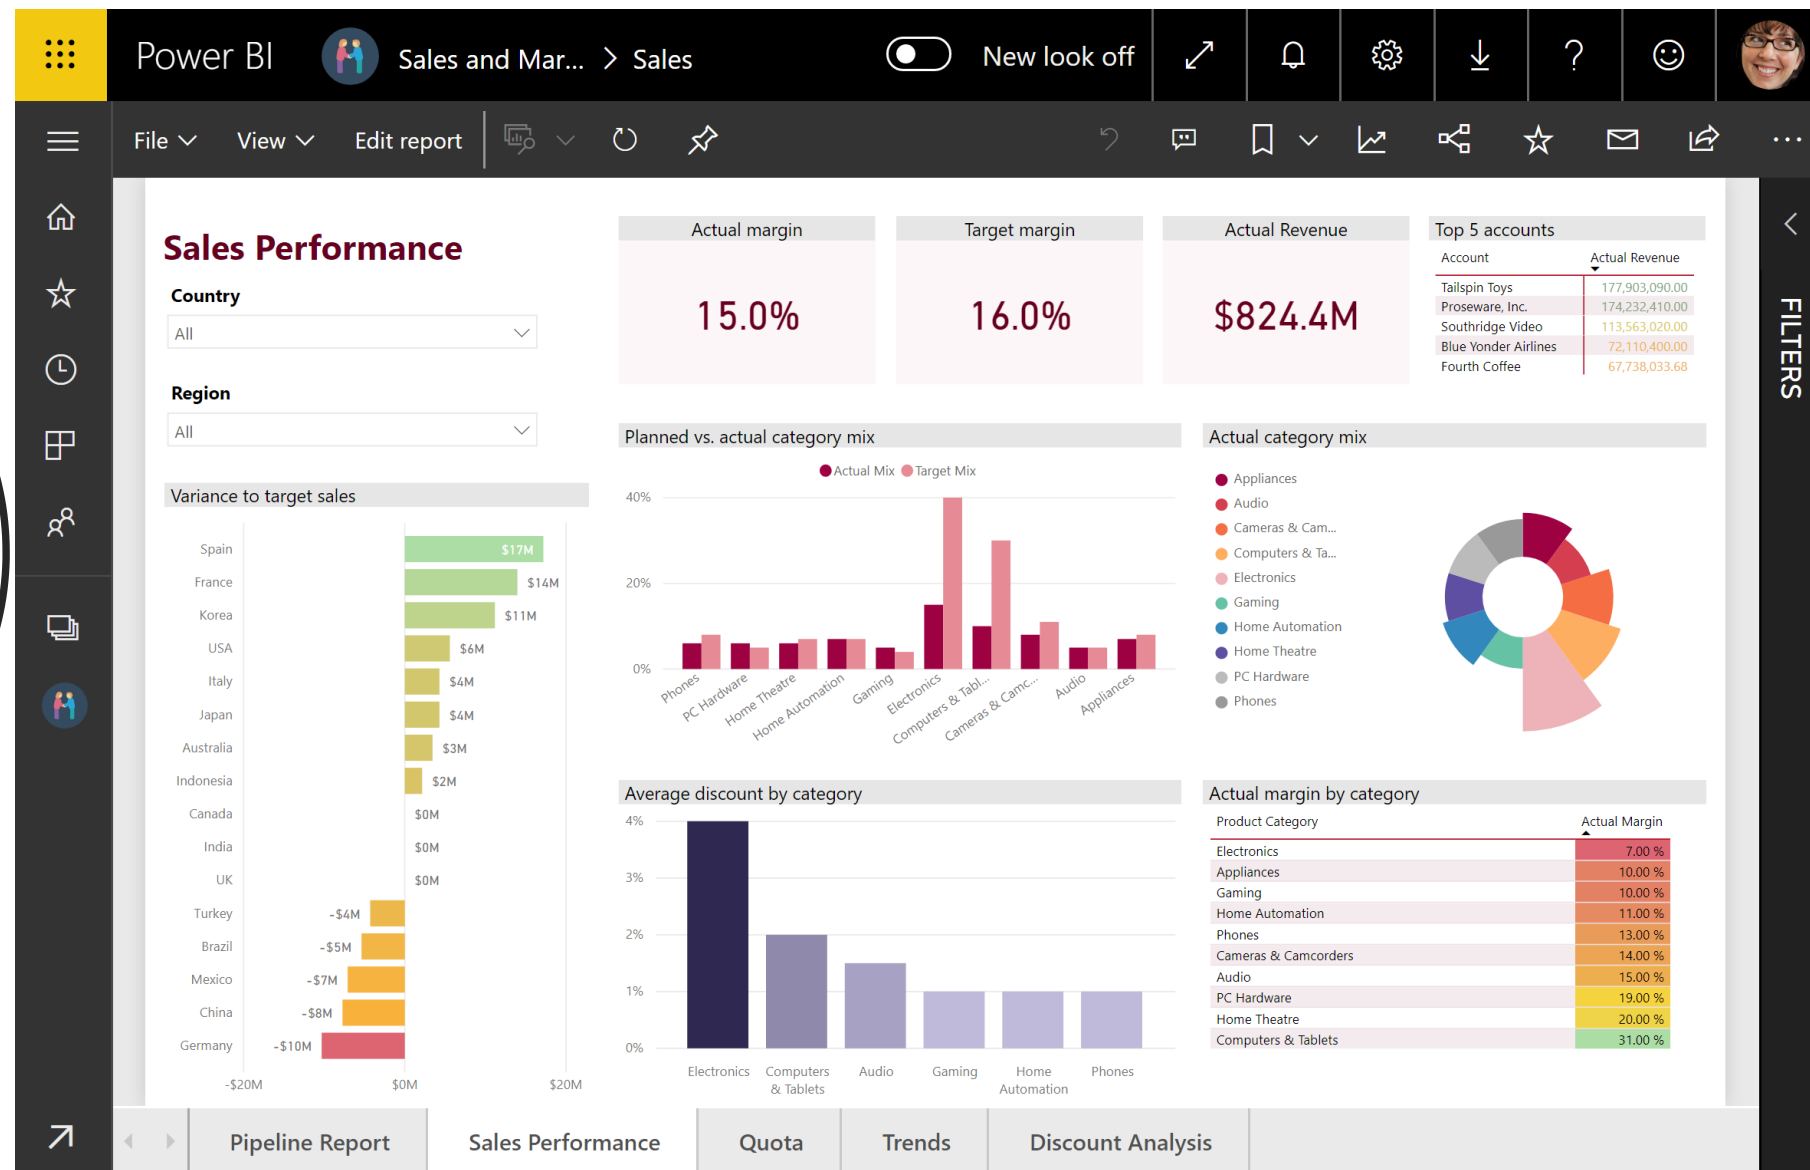 Power BI
Sales and Mar... > Sales
New look off
File
View
Edit report
Sales Performance
Country
All
Region
All
Actual margin
15.0%
Target margin
16.0%
Actual Revenue
$824.4M
Top 5 accounts
Account Actual Revenue
Tailspin Toys 177,903,090.00
Proseware, Inc. 174,232,410.00
Southridge Video 113,563,020.00
Blue Yonder Airlines 72,110,400.00
Fourth Coffee 67,738,033.68
FILTERS
Variance to target sales
Spain $17M
France $14M
Korea $11M
USA $6M
Italy $4M
Japan $4M
Australia $3M
Indonesia $2M
Canada $0M
India $0M
UK $0M
Turkey -$4M
Brazil -$5M
Mexico -$7M
China -$8M
Germany -$10M
-$20M $0M $20M
Planned vs. actual category mix
Actual Mix Target Mix
40%
20%
0%
Phones
PC Hardware
Home Theatre
Home Automation
Gaming
Electronics
Computers & Tabl...
Cameras & Camc...
Audio
Appliances
Actual category mix
Appliances
Audio
Cameras & Cam...
Computers & Ta...
Electronics
Gaming
Home Automation
Home Theatre
PC Hardware
Phones
Average discount by category
4%
3%
2%
1%
0%
Electronics
Computers
& Tablets
Audio
Gaming
Home
Automation
Phones
Actual margin by category
Product Category Actual Margin
Electronics 7.00 %
Appliances 10.00 %
Gaming 10.00 %
Home Automation 11.00 %
Phones 13.00 %
Cameras & Camcorders 14.00 %
Audio 15.00 %
PC Hardware 19.00 %
Home Theatre 20.00 %
Computers & Tablets 31.00 %
Pipeline Report
Sales Performance
Quota
Trends
Discount Analysis